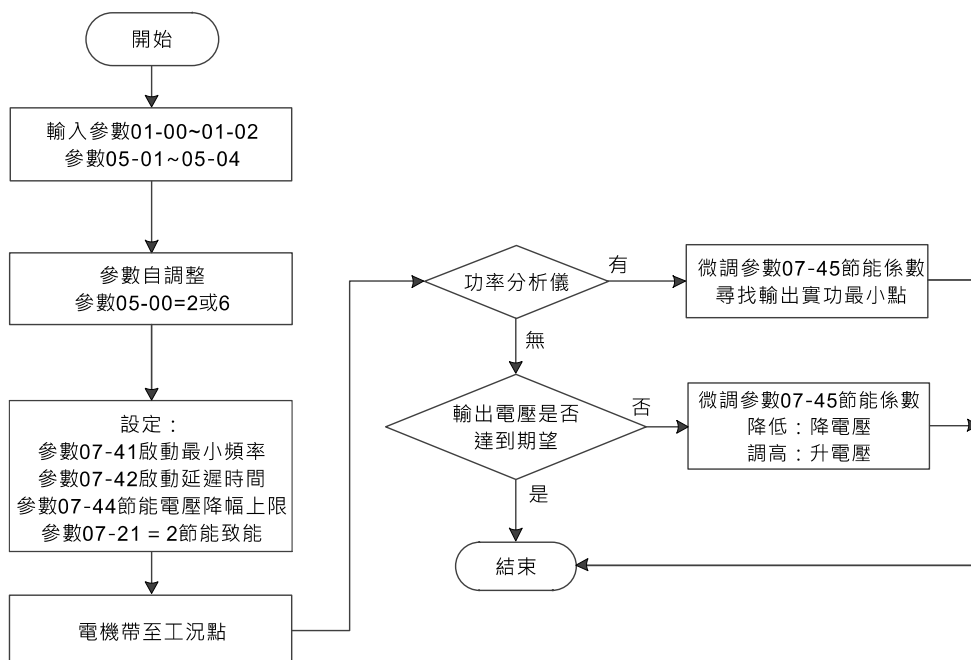 開始
輸入參數01-00~01-02
參數05-01~05-04
參數自調整
參數05-00=2或6
設定：
參數07-41啟動最小頻率
參數07-42啟動延遲時間
參數07-44節能電壓降幅上限
參數07-21 = 2節能致能
電機帶至工況點
功率分析儀
有
微調參數07-45節能係數
尋找輸出實功最小點
無
輸出電壓是否
達到期望
否
微調參數07-45節能係數
降低：降電壓
調高：升電壓
是
結束